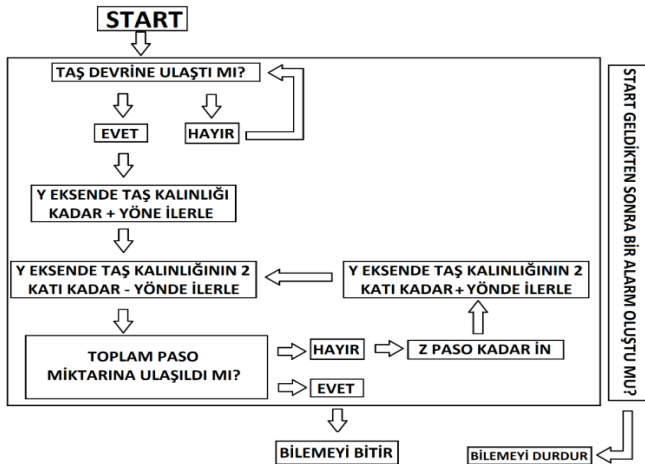 START
TAŞ DEVRİNE ULAŞTI MI?
EVET
HAYIR
Y EKSENDE TAŞ KALINLIĞI
KADAR + YÖNE İLERLE
Y EKSENDE TAŞ KALINLIĞININ 2
KATI KADAR - YÖNDE İLERLE
Y EKSENDE TAŞ KALINLIĞININ 2
KATI KADAR + YÖNDE İLERLE
TOPLAM PASO
MİKTARINA ULAŞILDI MI?
HAYIR
Z PASO KADAR İN
EVET
BİLEMEYİ BİTİR
START GELDİKTEN SONRA BİR ALARM OLUŞTU MU?
BİLEMEYİ DURDUR